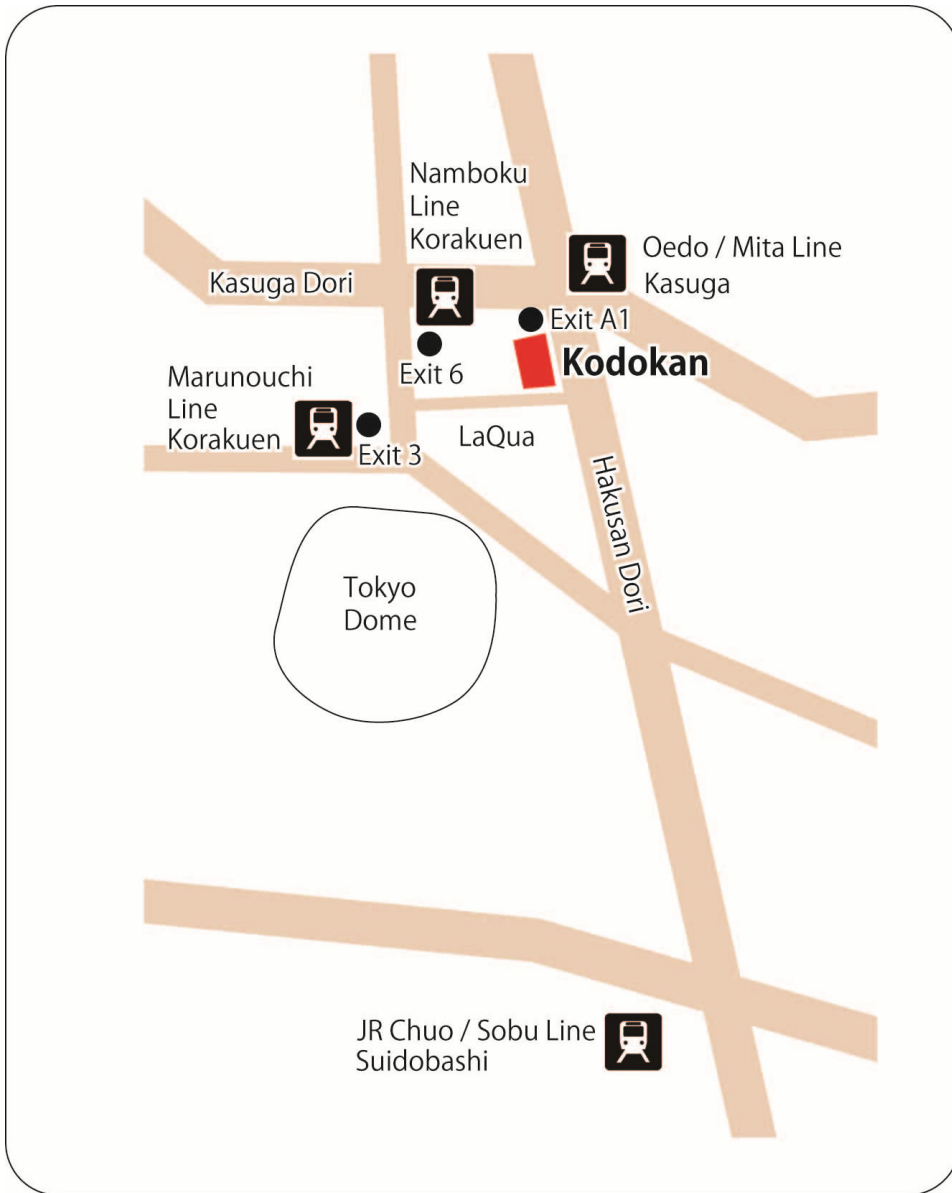 Namboku
Line
Korakuen
Oedo / Mita Line
Kasuga
Kasuga Dori
Exit A1
Kodokan
Exit 6
Marunouchi
Line
Korakuen
Exit 3
LaQua
Hakusan Dori
Tokyo
Dome
JR Chuo / Sobu Line
Suidobashi